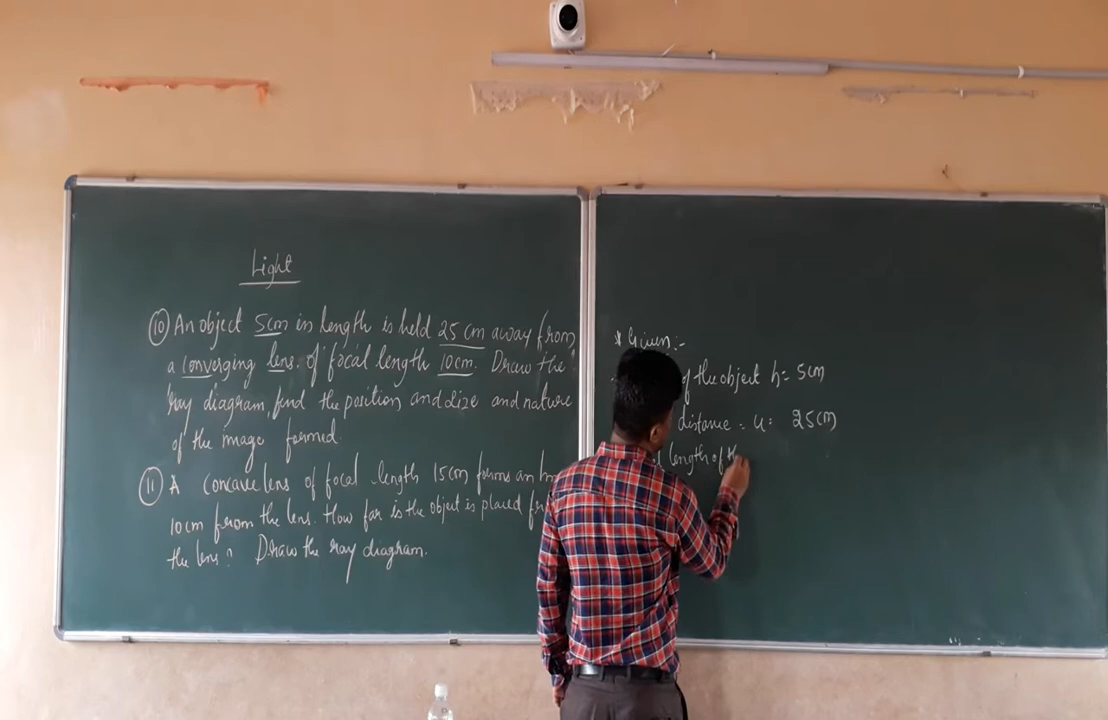 Light
(10) An object 5cm in length is held 25 cm away from
a converging lens of focal length 10cm. Draw the
ray diagram, find the position and size and nature
of the image formed.
(11) A concave lens of focal length 15cm forms an
10cm from the lens. How far is the object is placed
the lens? Draw the ray diagram.
* Given:-
of the object h= 5cm
distance = u= 25cm
length of